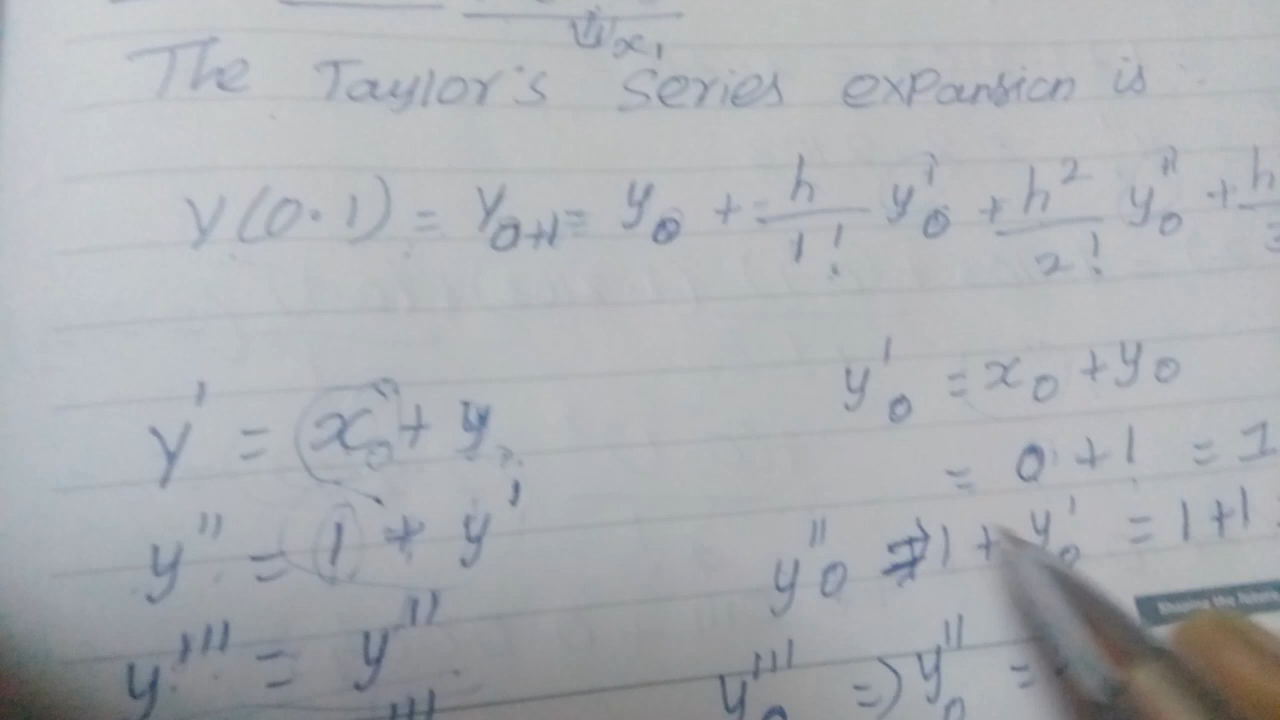 x₁
The Taylor's series expansion is
y(0.1) = y₀₊₁ = y₀ + h/1! y'₀ + h²/2! y''₀ + h
y' = x₀ + y
y'' = 1 + y'
y''' = y''
y'₀ = x₀ + y₀
= 0 + 1 = 1
y''₀ ⇒ 1 + y'₀ = 1+1
y'''₀ => y''₀ =